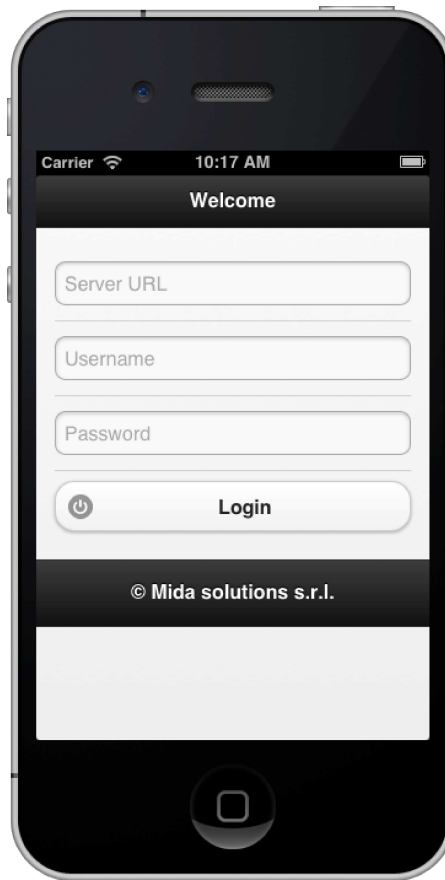 Carrier 10:17 AM
Welcome
Server URL
Username
Password
Login
© Mida solutions s.r.l.